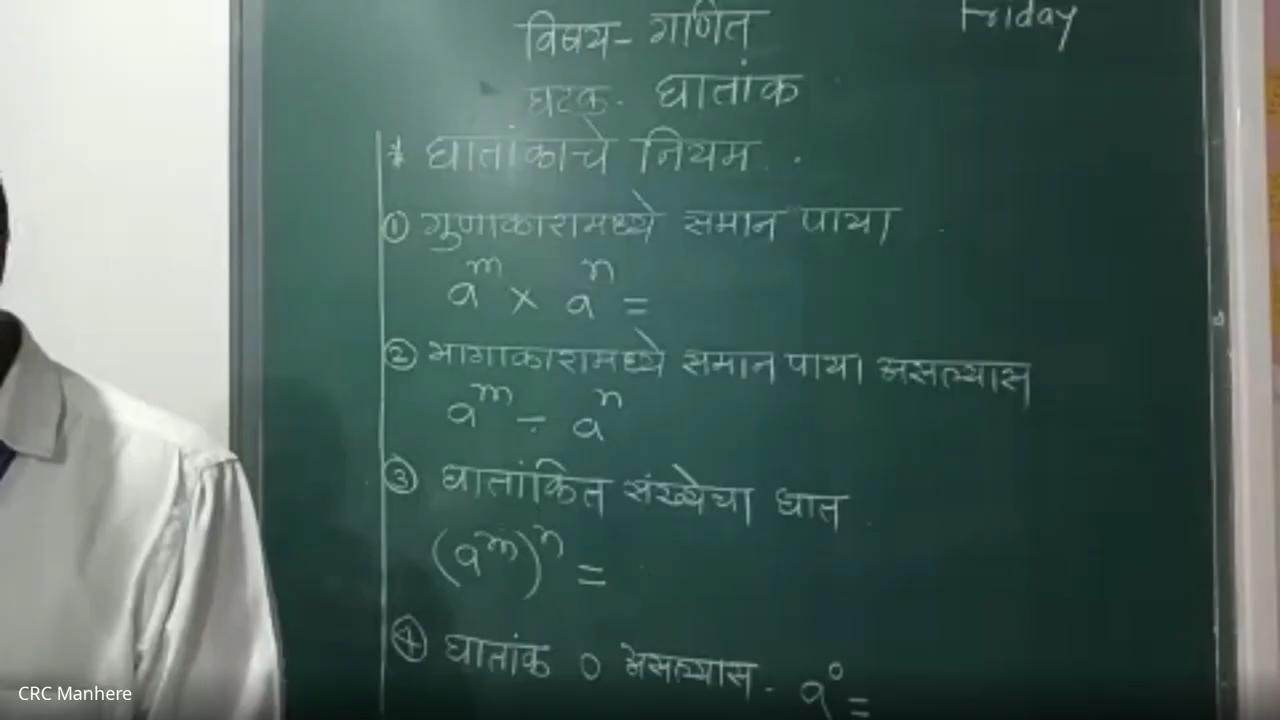 Friday
विषय- गणित
घटक- घातांक
* घातांकाचे नियम.
① गुणाकारामध्ये समान पाया
aᵐ × aⁿ =
② भागाकारामध्ये समान पाया असल्यास
aᵐ ÷ aⁿ
③ घातांकित संख्येचा घात
(aᵐ)ⁿ =
④ घातांक 0 असल्यास- a⁰ =
CRC Manhere